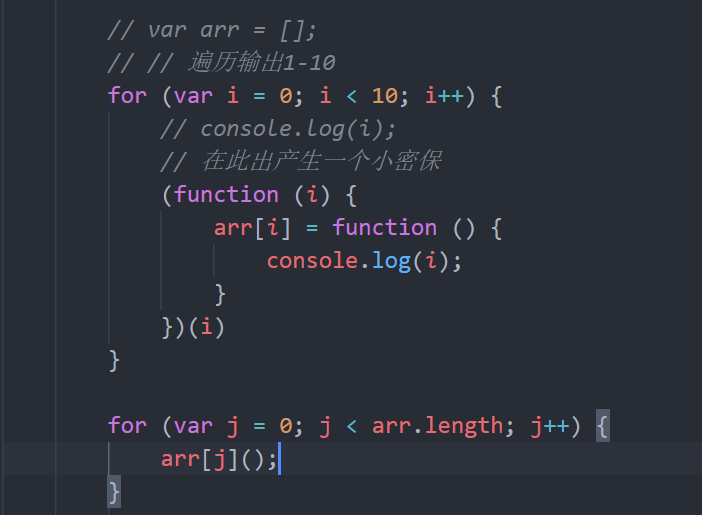 // var arr = [];
// // 遍历输出1-10
for (var i = 0; i < 10; i++) {
// console.log(i);
// 在此出产生一个小密保
(function (i) {
arr[i] = function () {
console.log(i);
}
})(i)
}
for (var j = 0; j < arr.length; j++) {
arr[j]();
}